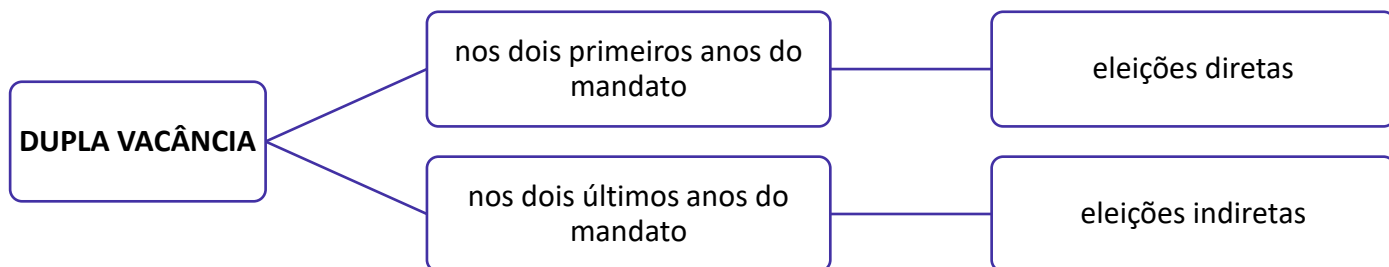 DUPLA VACÂNCIA
nos dois primeiros anos do
mandato
eleições diretas
nos dois últimos anos do
mandato
eleições indiretas